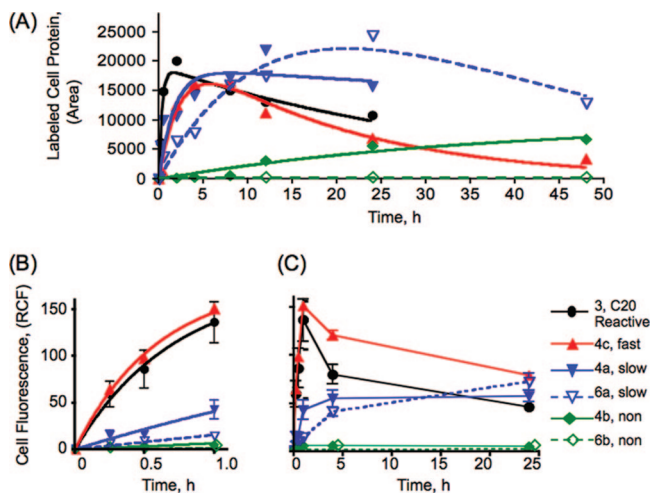 (A)
Labeled Cell Protein,
(Area)
25000
20000
15000
10000
5000
0
0 5 10 15 20 25 30 35 40 45 50
Time, h
(B)
(C)
Cell Fluorescence, (RCF)
150
100
50
0
0 0.5 1.0
Time, h
0 5 10 15 20 25
Time, h
3, C20
Reactive
4c, fast
4a, slow
6a, slow
4b, non
6b, non